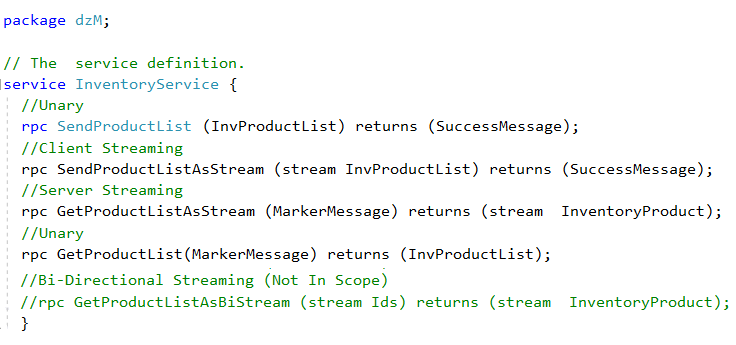 package dzM;
// The  service definition.
service InventoryService {
//Unary
rpc SendProductList (InvProductList) returns (SuccessMessage);
//Client Streaming
rpc SendProductListAsStream (stream InvProductList) returns (SuccessMessage);
//Server Streaming
rpc GetProductListAsStream (MarkerMessage) returns (stream  InventoryProduct);
//Unary
rpc GetProductList(MarkerMessage) returns (InvProductList);
//Bi-Directional Streaming (Not In Scope)
//rpc GetProductListAsBiStream (stream Ids) returns (stream  InventoryProduct);
}